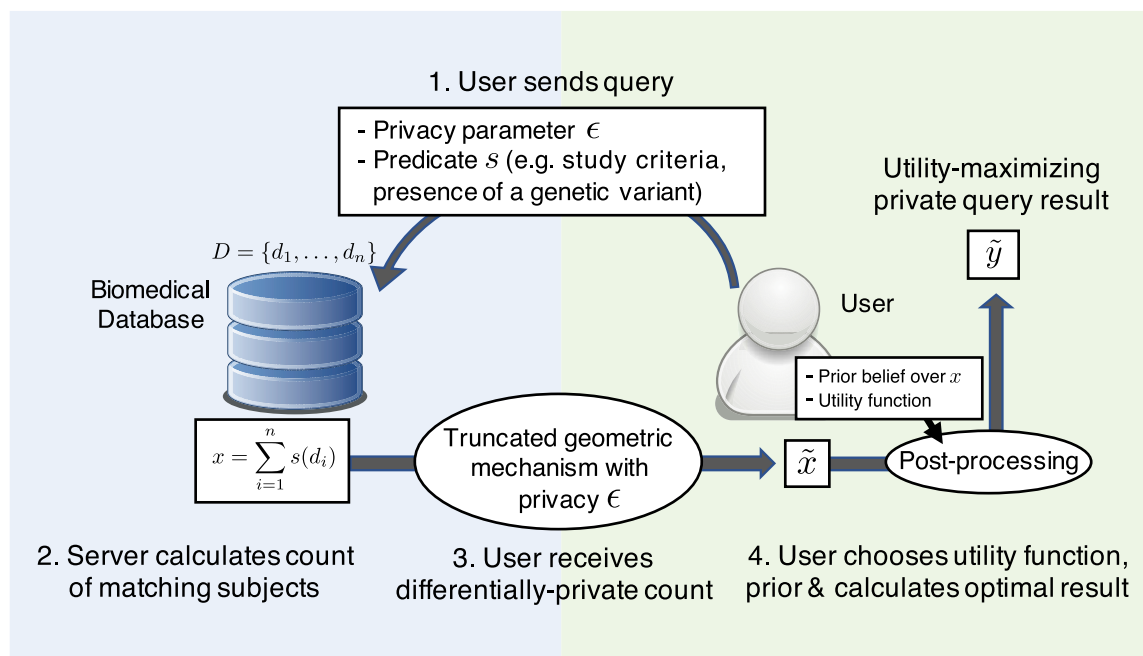 1. User sends query
- Privacy parameter ϵ
- Predicate s (e.g. study criteria,
presence of a genetic variant)
Utility-maximizing
private query result
ỹ
D = {d₁, . . . , dₙ}
Biomedical
Database
User
- Prior belief over x
- Utility function
x = ∑ⁿᵢ₌₁ s(dᵢ)
Truncated geometric
mechanism with
privacy ϵ
x̃
Post-processing
2. Server calculates count
of matching subjects
3. User receives
differentially-private count
4. User chooses utility function,
prior & calculates optimal result